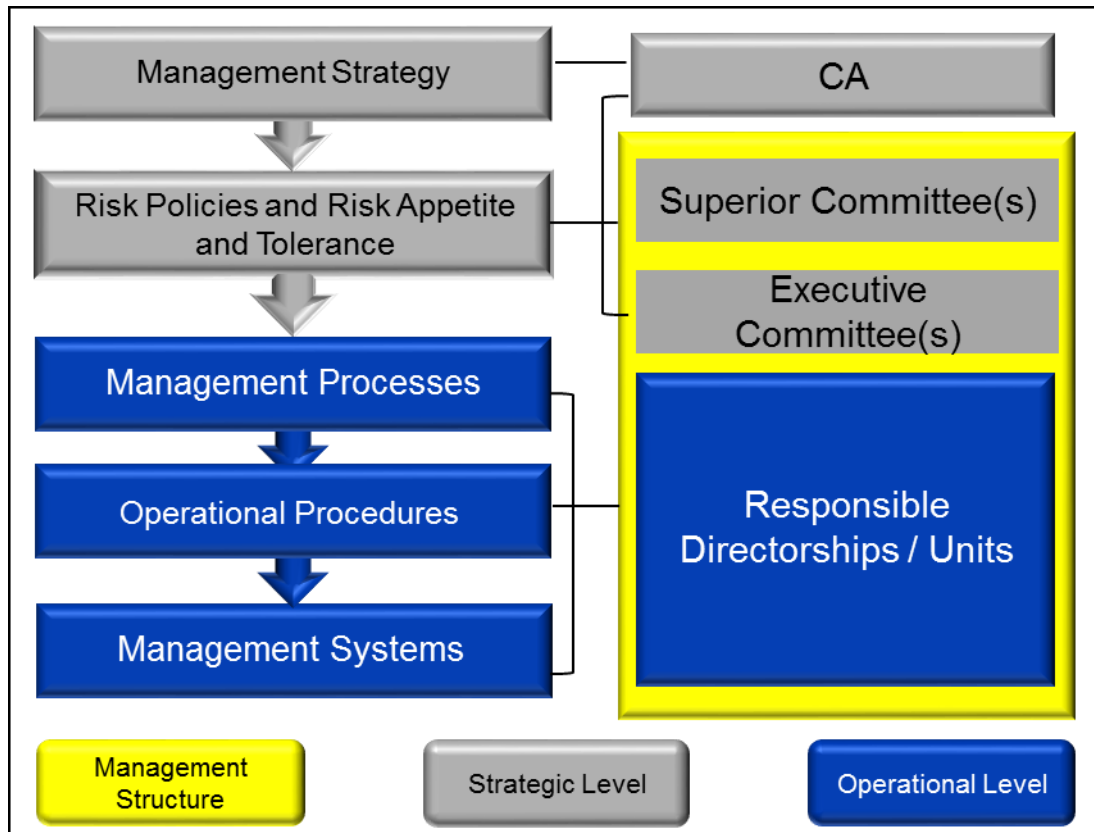 Management Strategy
CA
Risk Policies and Risk Appetite
and Tolerance
Superior Committee(s)
Executive
Committee(s)
Management Processes
Operational Procedures
Management Systems
Responsible
Directorships / Units
Management
Structure
Strategic Level
Operational Level